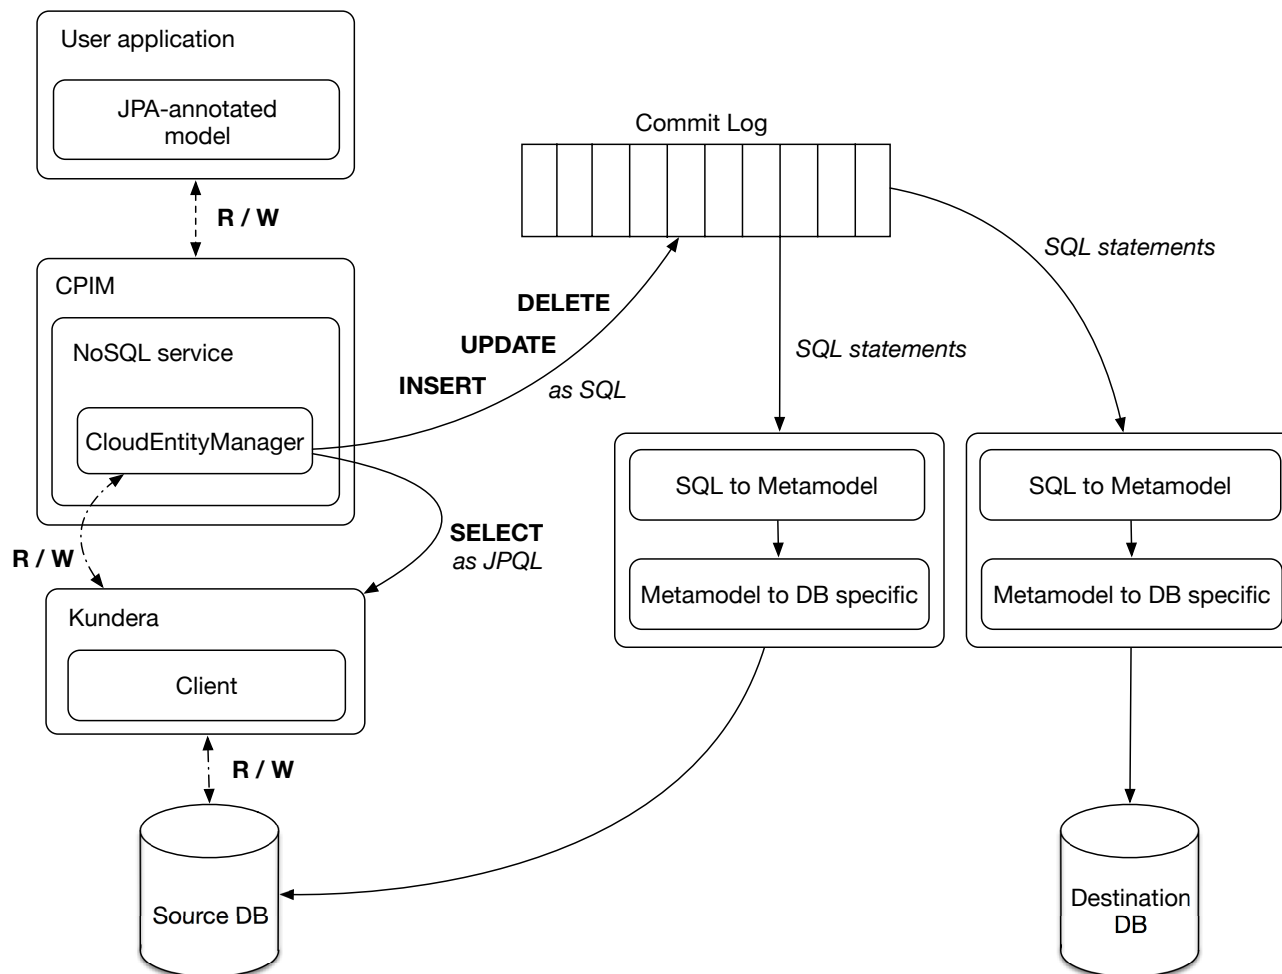 User application
JPA-annotated
model
R / W
CPIM
NoSQL service
CloudEntityManager
R / W
Kundera
Client
R / W
Source DB
Commit Log
DELETE
UPDATE
INSERT
as SQL
SELECT
as JPQL
SQL statements
SQL statements
SQL to Metamodel
Metamodel to DB specific
SQL to Metamodel
Metamodel to DB specific
Destination
DB